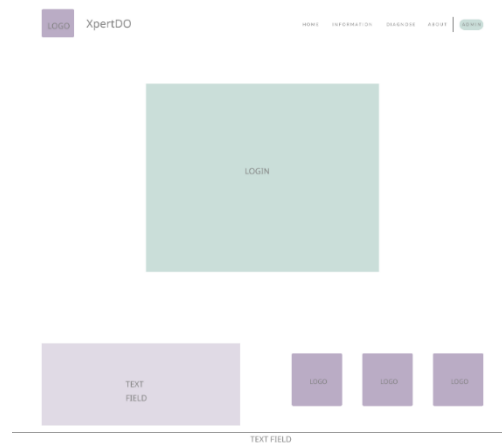 LOGO XpertDO HOME INFORMATION DIAGNOSE ABOUT ADMIN
LOGIN
TEXT
FIELD
LOGO LOGO LOGO
TEXT FIELD